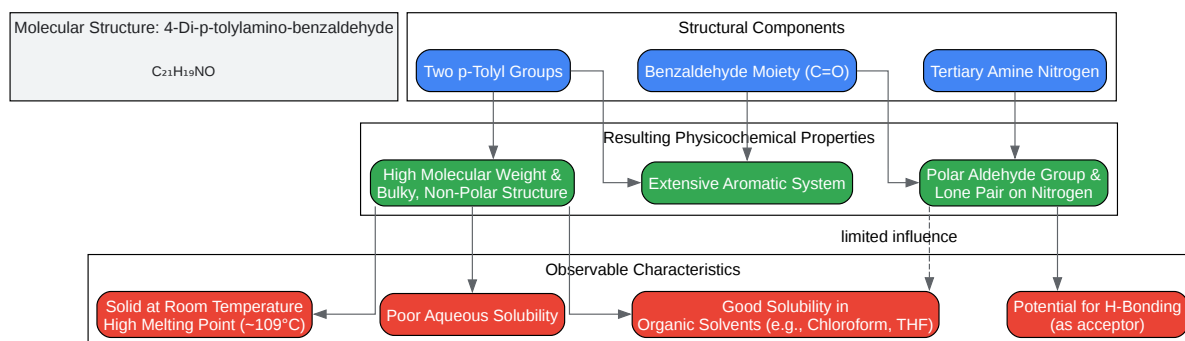 Molecular Structure: 4-Di-p-tolylamino-benzaldehyde
C₂₁H₁₉NO
Structural Components
Two p-Tolyl Groups
Benzaldehyde Moiety (C=O)
Tertiary Amine Nitrogen
Resulting Physicochemical Properties
High Molecular Weight &
Bulky, Non-Polar Structure
Extensive Aromatic System
Polar Aldehyde Group &
Lone Pair on Nitrogen
limited influence
Observable Characteristics
Solid at Room Temperature
High Melting Point (~109°C)
Poor Aqueous Solubility
Good Solubility in
Organic Solvents (e.g., Chloroform, THF)
Potential for H-Bonding
(as acceptor)